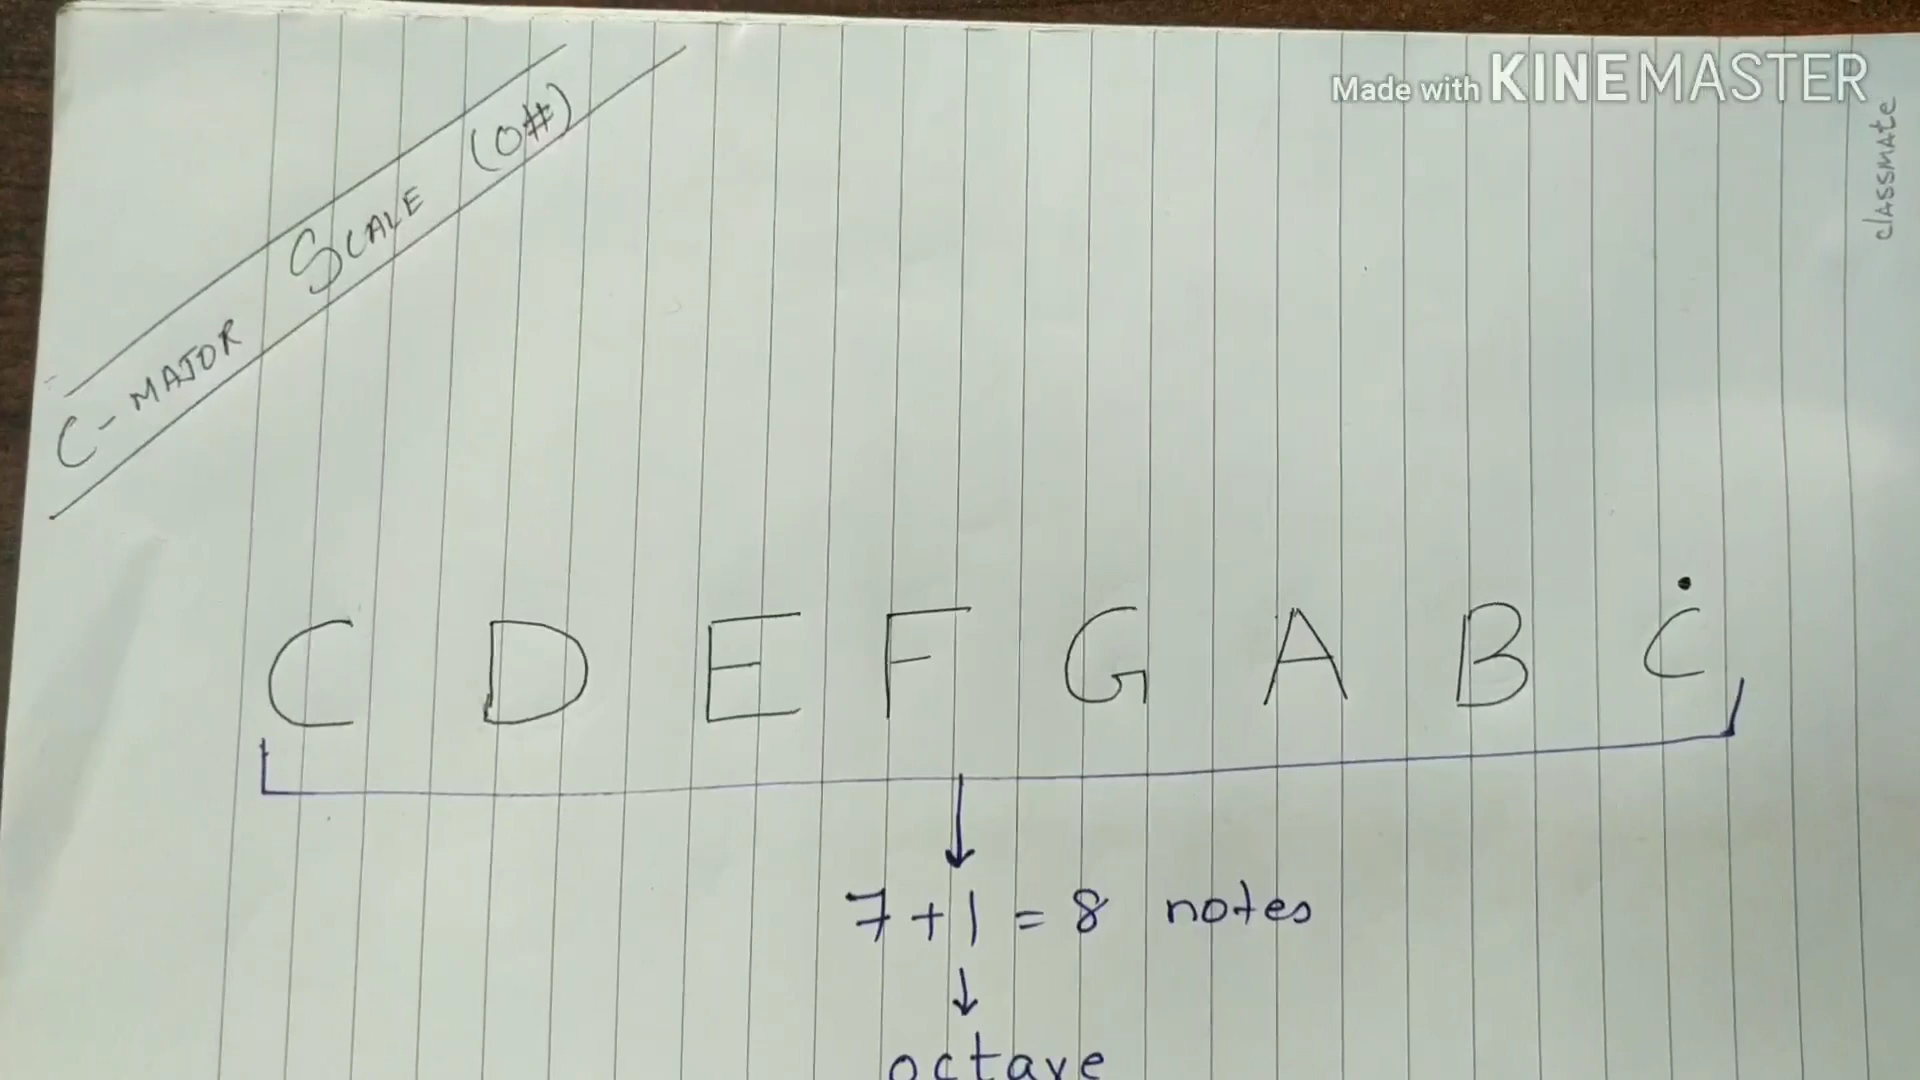 Made with KINEMASTER
classmate
C-MAJOR SCALE (0#)
C D E F G A B Ċ
7+1 = 8 notes
octave